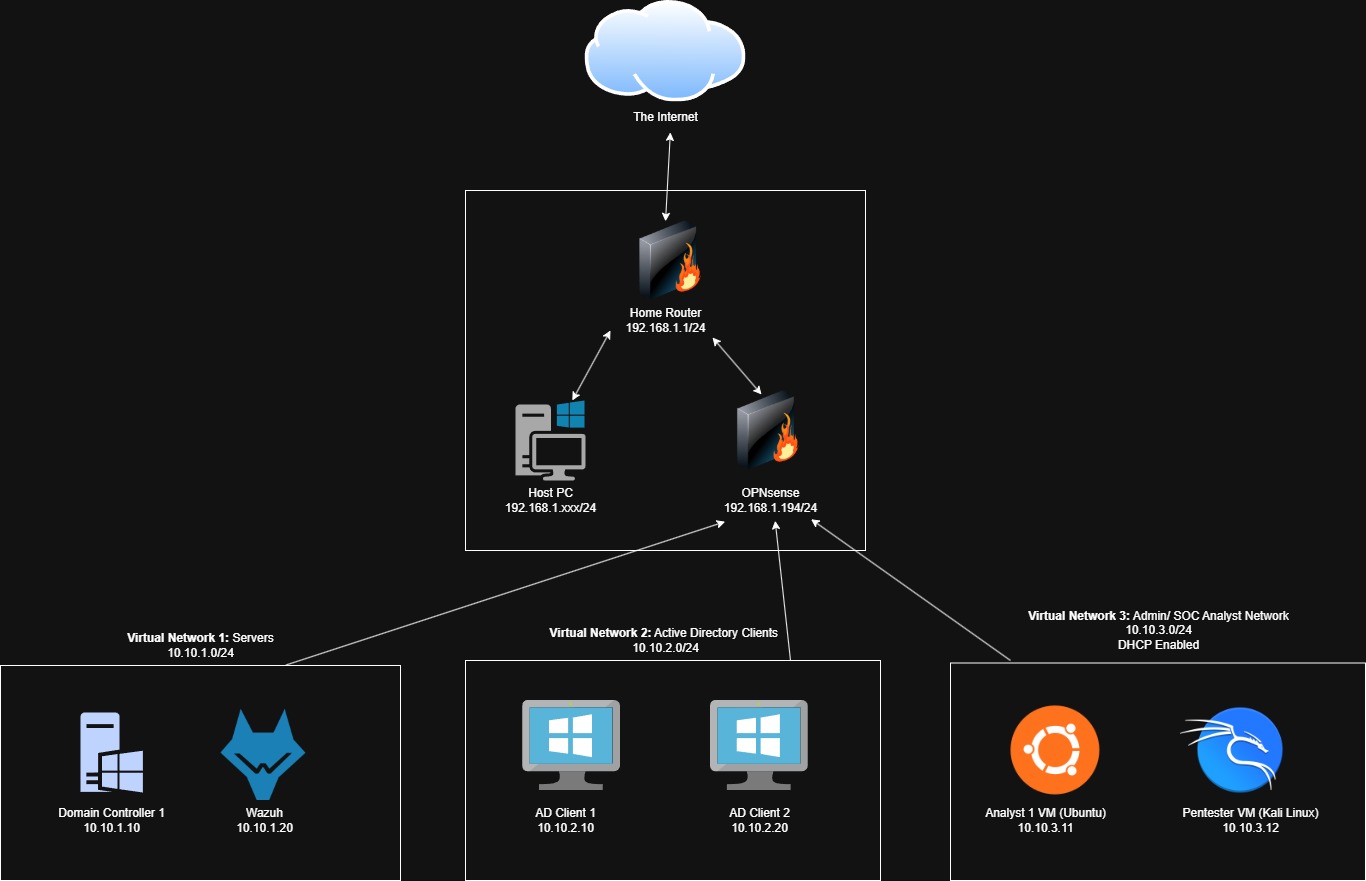 The Internet
Home Router
192.168.1.1/24
Host PC
192.168.1.xxx/24
OPNsense
192.168.1.194/24
Virtual Network 1: Servers
10.10.1.0/24
Virtual Network 2: Active Directory Clients
10.10.2.0/24
Virtual Network 3: Admin/ SOC Analyst Network
10.10.3.0/24
DHCP Enabled
Domain Controller 1
10.10.1.10
Wazuh
10.10.1.20
AD Client 1
10.10.2.10
AD Client 2
10.10.2.20
Analyst 1 VM (Ubuntu)
10.10.3.11
Pentester VM (Kali Linux)
10.10.3.12